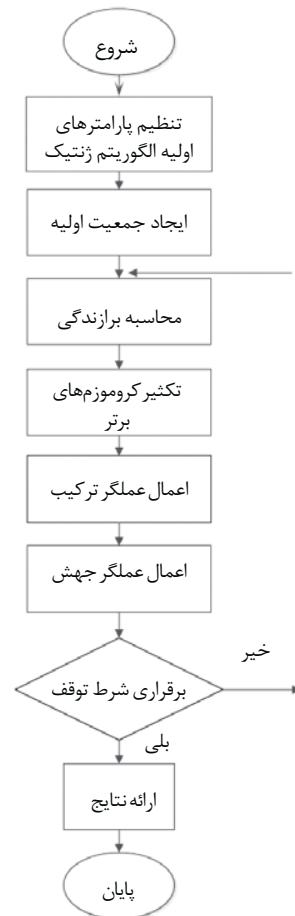 شروع
تنظیم پارامترهای
اولیه الگوریتم ژنتیک
ایجاد جمعیت اولیه
محاسبه برازندگی
تکثیر کروموزم‌های
برتر
اعمال عملگر ترکیب
اعمال عملگر جهش
خیر
برقراری شرط توقف
بلی
ارائه نتایج
پایان